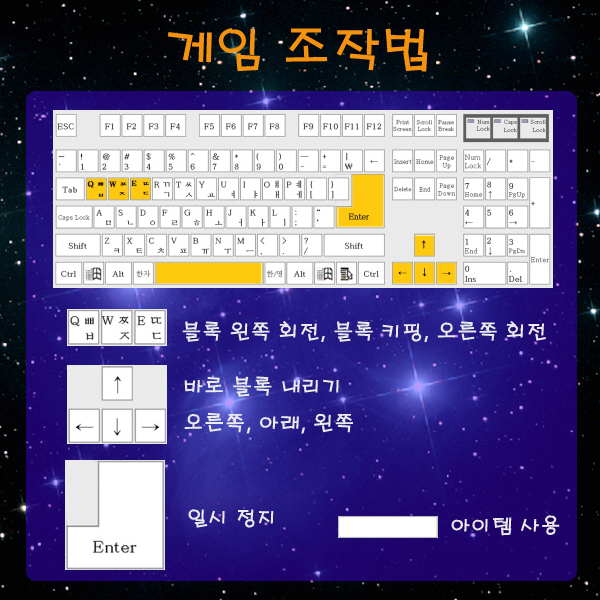 게임 조작법
ESC F1 F2 F3 F4 F5 F6 F7 F8 F9 F10 F11 F12 Print Screen Scroll Lock Pause Break Num Lock Caps Lock Scroll Lock
~ ` ! 1 @ 2 # 3 $ 4 % 5 ^ 6 & 7 * 8 ( 9 ) 0 — - + = | ₩ ← Insert Home Page Up Num Lock / * -
Tab Q ㅃ ㅂ W ㅉ ㅈ E ㄸ ㄷ R ㄲ ㄱ T ㅆ ㅅ Y ㅛ U ㅕ I ㅑ O ㅒ ㅐ P ㅖ ㅔ { [ } ] Delete End Page Down 7 Home 8 ↑ 9 PgUp +
Caps Lock A ㅁ S ㄴ D ㅇ F ㄹ G ㅎ H ㅗ J ㅓ K ㅏ L ㅣ : ; " ' Enter 4 ← 5 6 →
Shift Z ㅋ X ㅌ C ㅊ V ㅍ B ㅠ N ㅜ M ㅡ < , > . ? / Shift ↑ 1 End 2 ↓ 3 PgDn Enter
Ctrl Alt 한자 한/영 Alt Ctrl ← ↓ → 0 Ins . Del
Q ㅃ ㅂ W ㅉ ㅈ E ㄸ ㄷ 블록 왼쪽 회전, 블록 키핑, 오른쪽 회전
↑ 바로 블록 내리기
← ↓ → 오른쪽, 아래, 왼쪽
Enter 일시 정지 아이템 사용